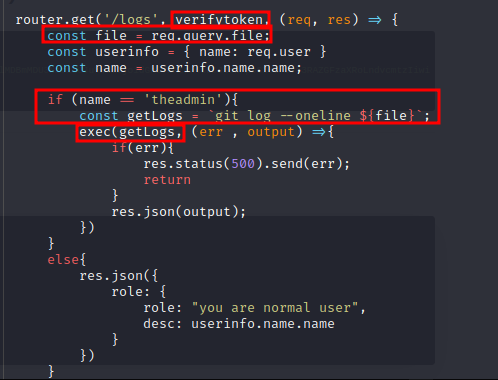 router.get('/logs', verifytoken, (req, res) => {
const file = req.query.file;
const userinfo = { name: req.user }
const name = userinfo.name.name;
if (name == 'theadmin'){
const getLogs = `git log --oneline ${file}`;
exec(getLogs, (err , output) =>{
if(err){
res.status(500).send(err);
return
}
res.json(output);
})
}
else{
res.json({
role: {
role: "you are normal user",
desc: userinfo.name.name
}
})
}